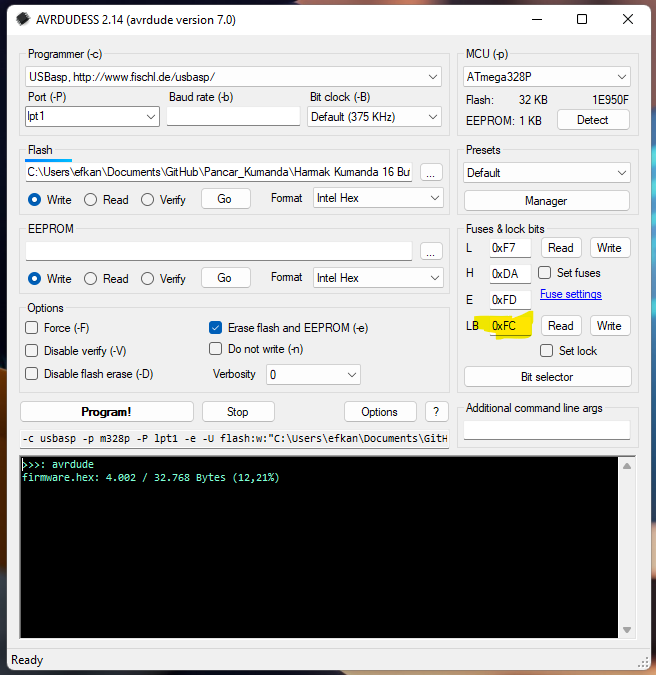 AVRDUDESS 2.14 (avrdude version 7.0)
Programmer (-c)
USBasp, http://www.fischl.de/usbasp/
Port (-P)
Baud rate (-b)
Bit clock (-B)
lpt1
Default (375 KHz)
MCU (-p)
ATmega328P
Flash: 32 KB 1E950F
EEPROM: 1 KB
Detect
Flash
C:\Users\efkan\Documents\GitHub\Pancar_Kumanda\Hamak Kumanda 16 Bu
...
Write Read Verify Go Format Intel Hex
Presets
Default
Manager
EEPROM
...
Write Read Verify Go Format Intel Hex
Fuses & lock bits
L 0xF7 Read Write
H 0xDA Set fuses
E 0xFD Fuse settings
LB 0xFC Read Write
Set lock
Bit selector
Options
Force (-F)
Erase flash and EEPROM (-e)
Disable verify (-V)
Do not write (-n)
Disable flash erase (-D)
Verbosity 0
Program! Stop Options ?
Additional command line args
-c usbasp -p m328p -P lpt1 -e -U flash:w:"C:\Users\efkan\Documents\GitH
>>>: avrdude
firmware.hex: 4.002 / 32.768 Bytes (12,21%)
Ready